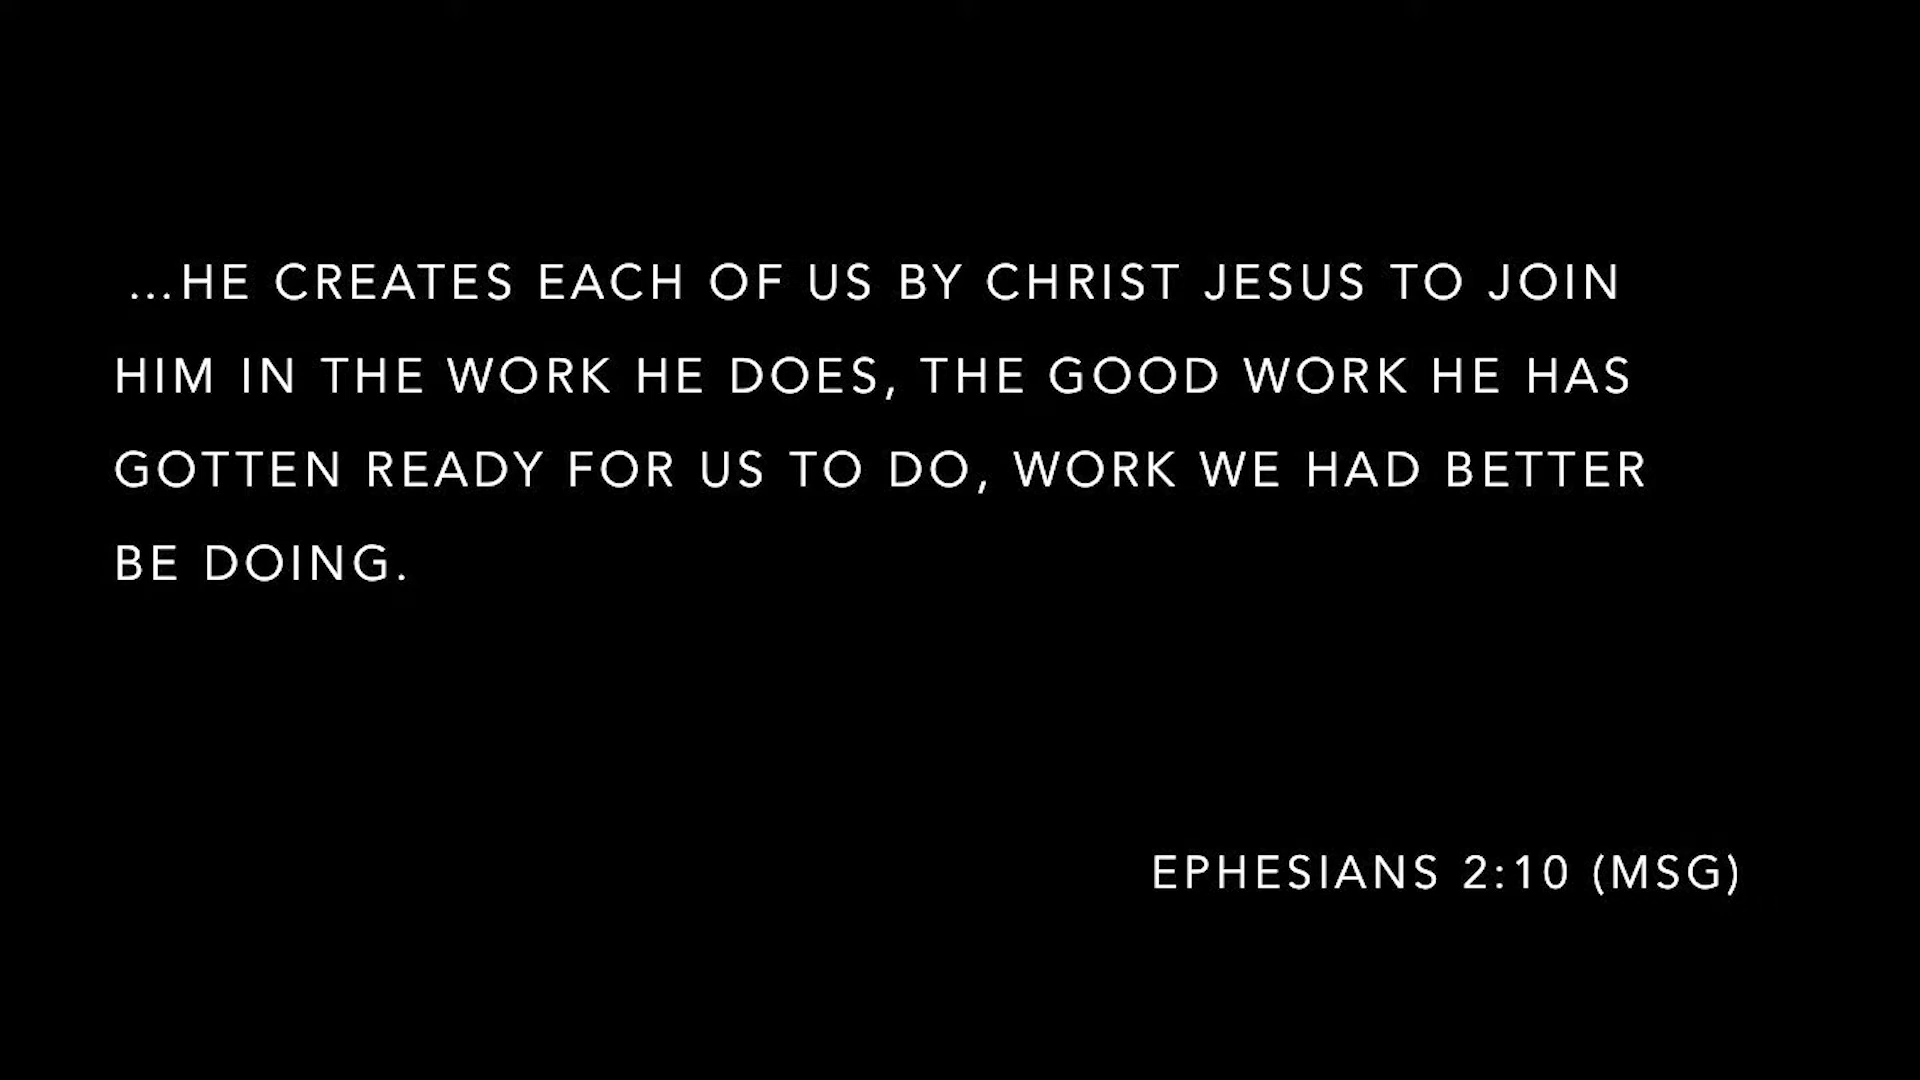 ...HE CREATES EACH OF US BY CHRIST JESUS TO JOIN
HIM IN THE WORK HE DOES, THE GOOD WORK HE HAS
GOTTEN READY FOR US TO DO, WORK WE HAD BETTER
BE DOING.
EPHESIANS 2:10 (MSG)